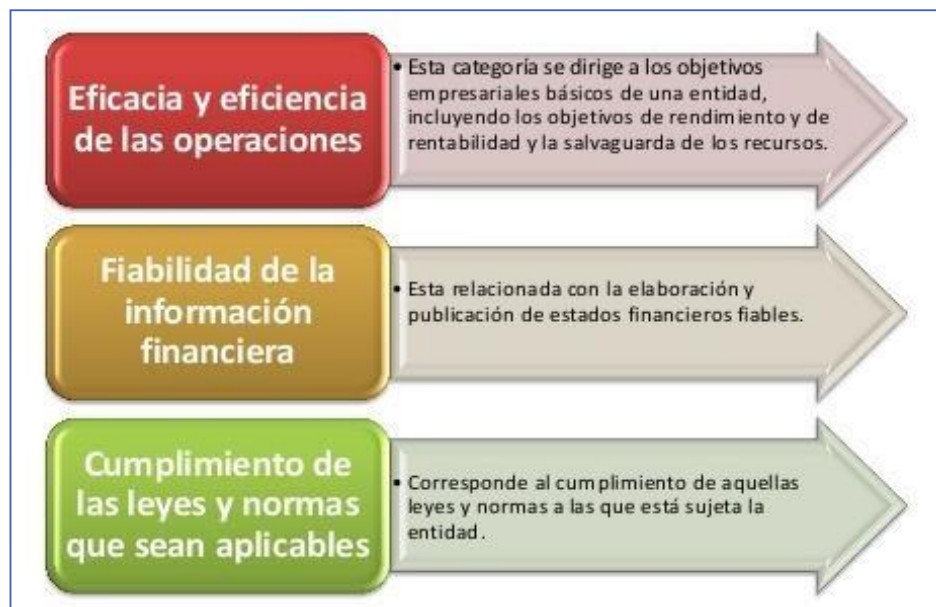 Eficacia y eficiencia
de las operaciones
• Esta categoría se dirige a los objetivos
empresariales básicos de una entidad,
incluyendo los objetivos de rendimiento y de
rentabilidad y la salvaguarda de los recursos.
Fiabilidad de la
información
financiera
• Esta relacionada con la elaboración y
publicación de estados financieros fiables.
Cumplimiento de
las leyes y normas
que sean aplicables
• Corresponde al cumplimiento de aquellas
leyes y normas a las que está sujeta la
entidad.